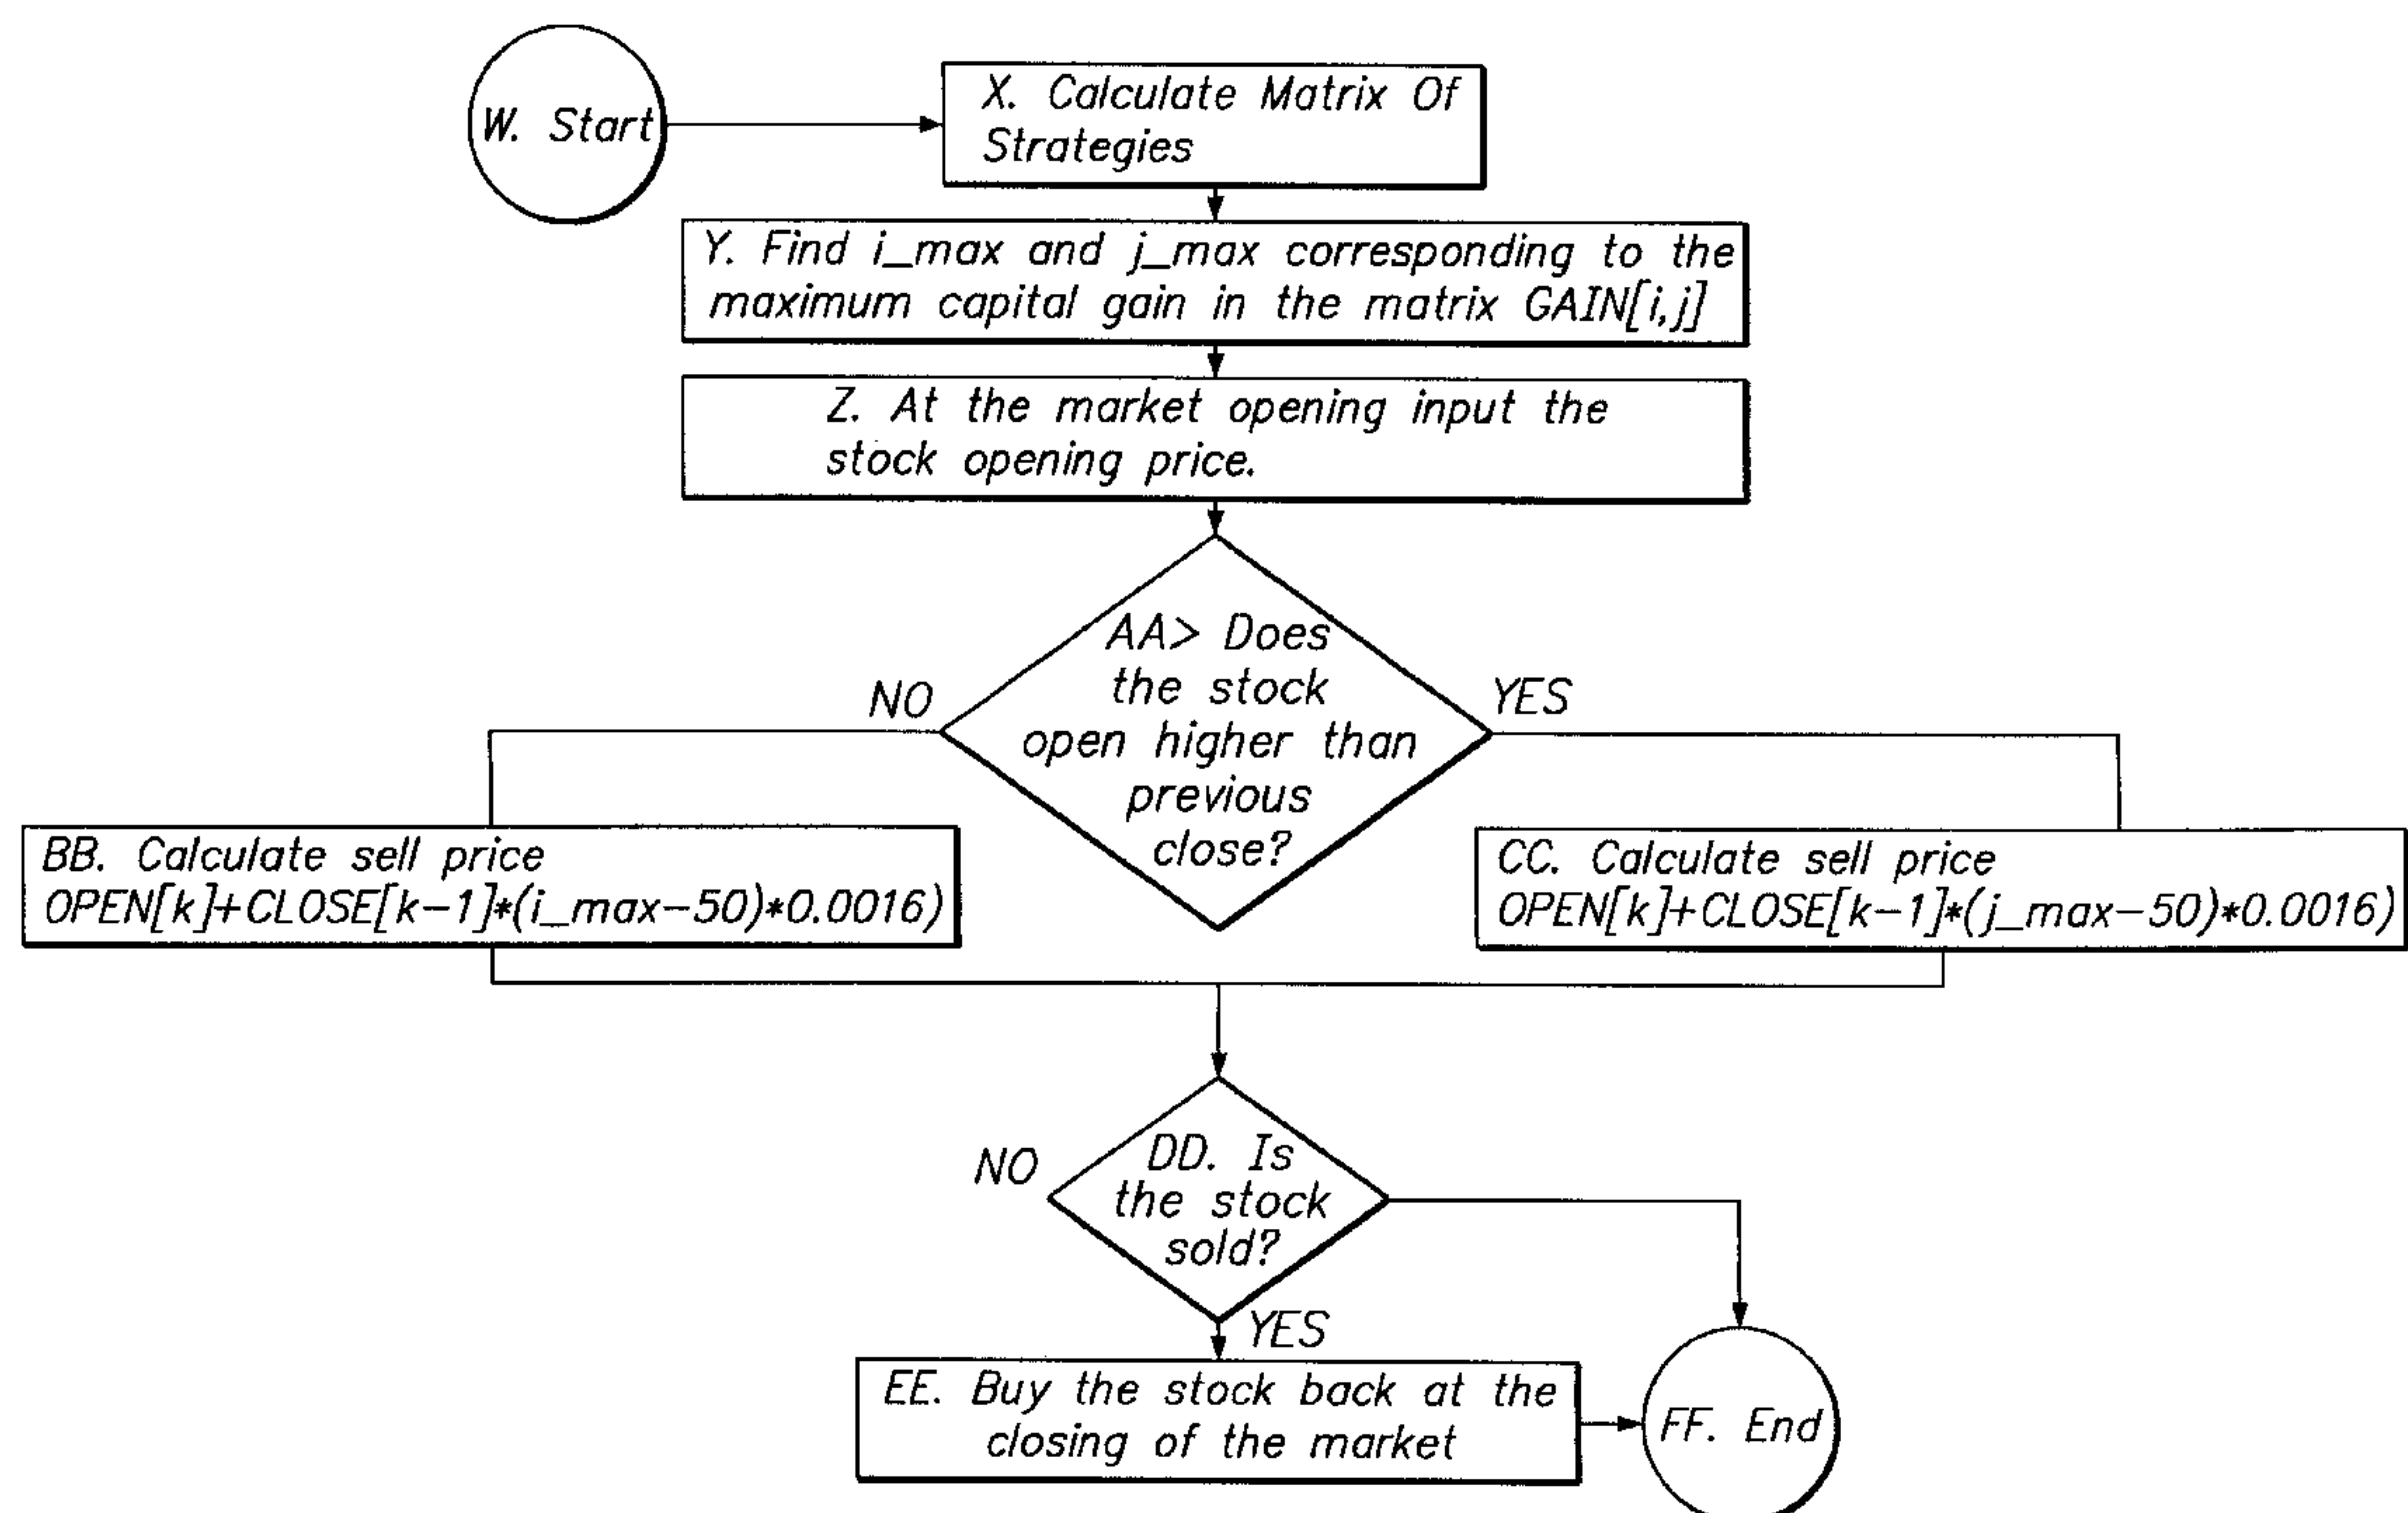 W. Start
X. Calculate Matrix Of
Strategies
Y. Find i_max and j_max corresponding to the
maximum capital gain in the matrix GAIN[i,j]
Z. At the market opening input the
stock opening price.
AA> Does
the stock
open higher than
previous
close?
NO
YES
BB. Calculate sell price
OPEN[k]+CLOSE[k-1]*(i_max-50)*0.0016)
CC. Calculate sell price
OPEN[k]+CLOSE[k-1]*(j_max-50)*0.0016)
DD. Is
the stock
sold?
NO
YES
EE. Buy the stock back at the
closing of the market
FF. End